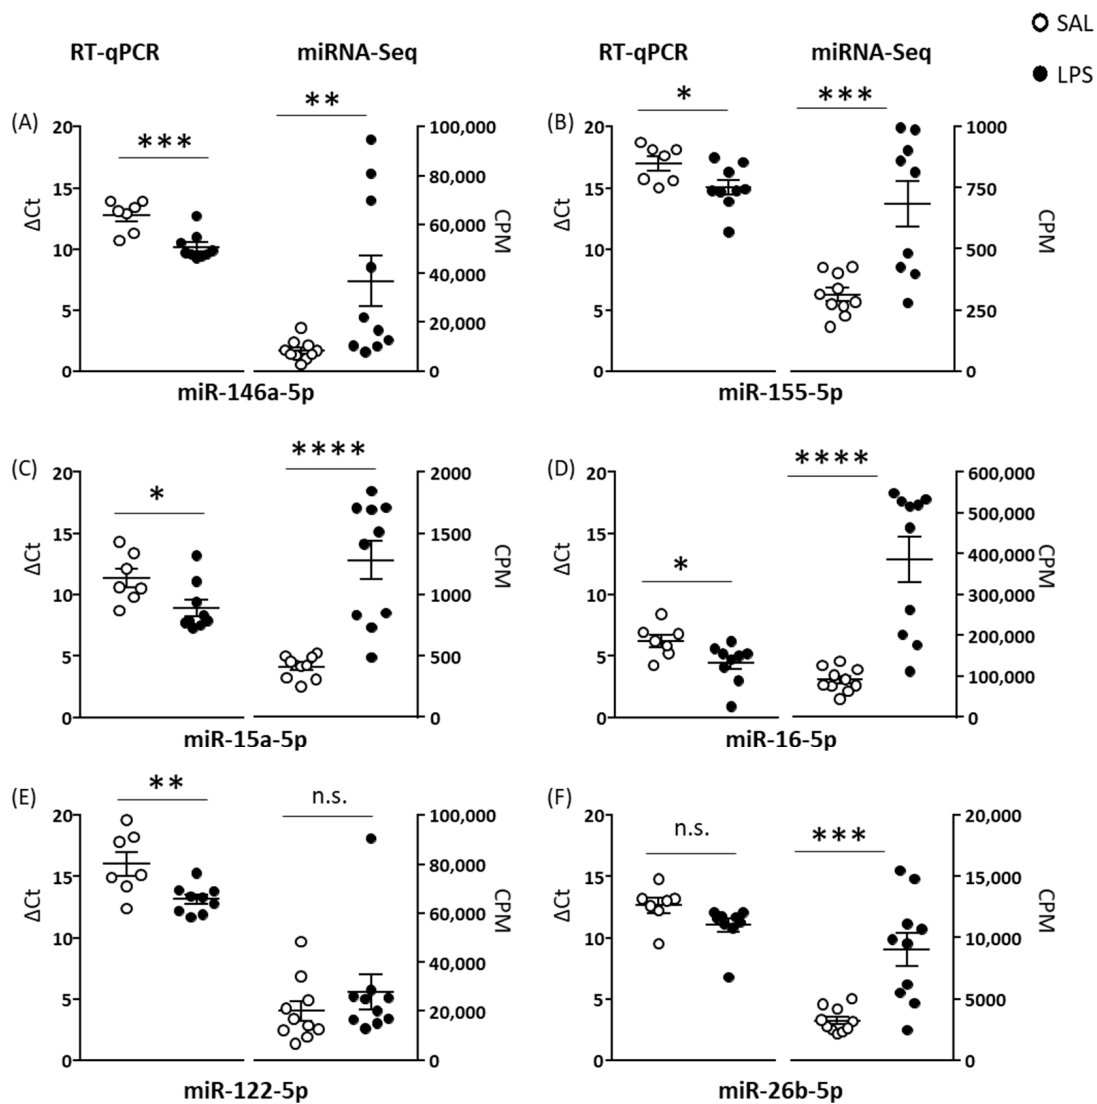 SAL
LPS
RT-qPCR miRNA-Seq RT-qPCR miRNA-Seq
(A)
***
**
20
15
10
5
0
ΔCt
100,000
80,000
60,000
40,000
20,000
0
CPM
miR-146a-5p
(B)
*
***
20
15
10
5
0
ΔCt
1000
750
500
250
0
CPM
miR-155-5p
(C)
*
****
20
15
10
5
0
ΔCt
2000
1500
1000
500
0
CPM
miR-15a-5p
(D)
*
****
20
15
10
5
0
ΔCt
600,000
500,000
400,000
300,000
200,000
100,000
0
CPM
miR-16-5p
(E)
**
n.s.
20
15
10
5
0
ΔCt
100,000
80,000
60,000
40,000
20,000
0
CPM
miR-122-5p
(F)
n.s.
***
20
15
10
5
0
ΔCt
20,000
15,000
10,000
5000
0
CPM
miR-26b-5p